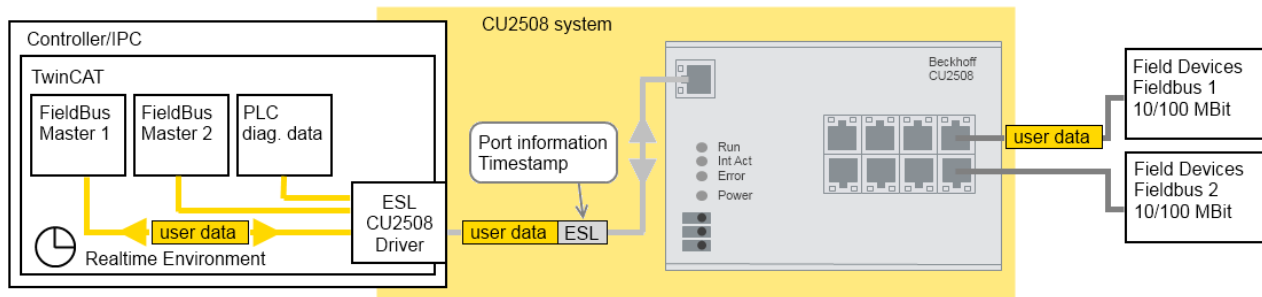 CU2508 system
Controller/IPC
TwinCAT
FieldBus
Master 1
FieldBus
Master 2
PLC
diag. data
user data
Realtime Environment
ESL
CU2508
Driver
Port information
Timestamp
user data
ESL
Beckhoff
CU2508
Run
Int Act
Error
Power
user data
Field Devices
Fieldbus 1
10/100 MBit
Field Devices
Fieldbus 2
10/100 MBit